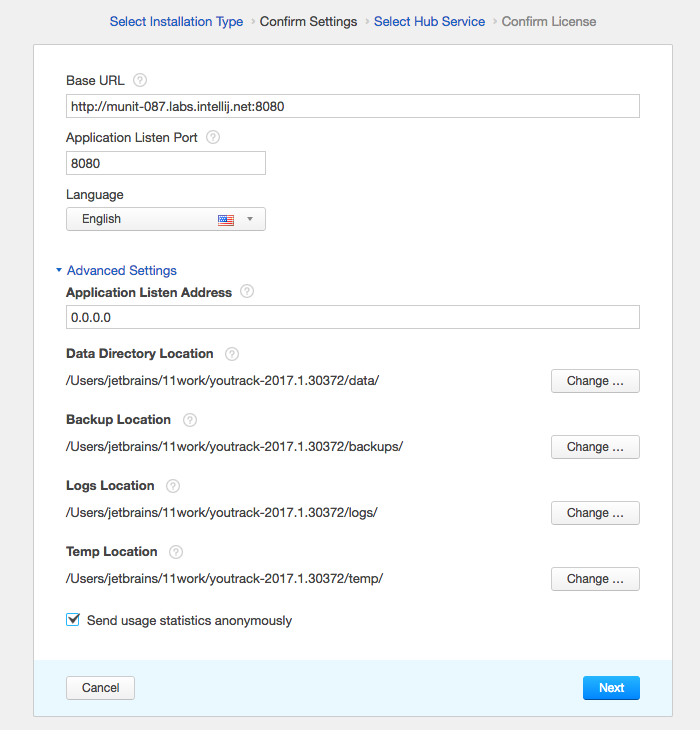 Select Installation Type › Confirm Settings › Select Hub Service › Confirm License
Base URL ?
http://munit-087.labs.intellij.net:8080
Application Listen Port ?
8080
Language
English
Advanced Settings
Application Listen Address ?
0.0.0.0
Data Directory Location ?
/Users/jetbrains/11work/youtrack-2017.1.30372/data/ Change ...
Backup Location ?
/Users/jetbrains/11work/youtrack-2017.1.30372/backups/ Change ...
Logs Location ?
/Users/jetbrains/11work/youtrack-2017.1.30372/logs/ Change ...
Temp Location ?
/Users/jetbrains/11work/youtrack-2017.1.30372/temp/ Change ...
Send usage statistics anonymously
Cancel Next